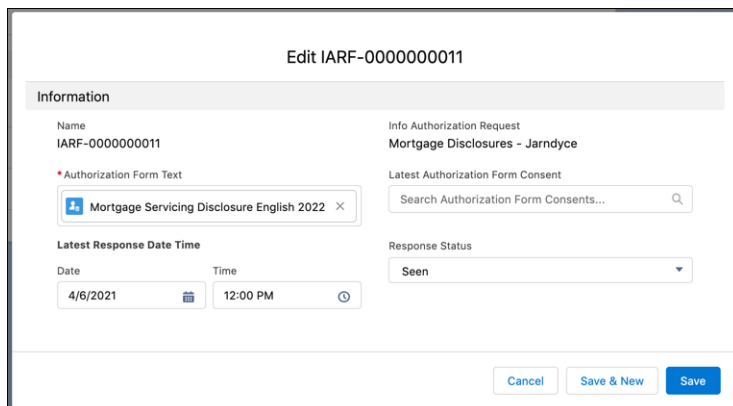 Edit IARF-0000000011
Information
Name
IARF-0000000011
Info Authorization Request
Mortgage Disclosures - Jarndyce
* Authorization Form Text
Mortgage Servicing Disclosure English 2022
Latest Authorization Form Consent
Search Authorization Form Consents...
Latest Response Date Time
Date
4/6/2021
Time
12:00 PM
Response Status
Seen
Cancel
Save & New
Save